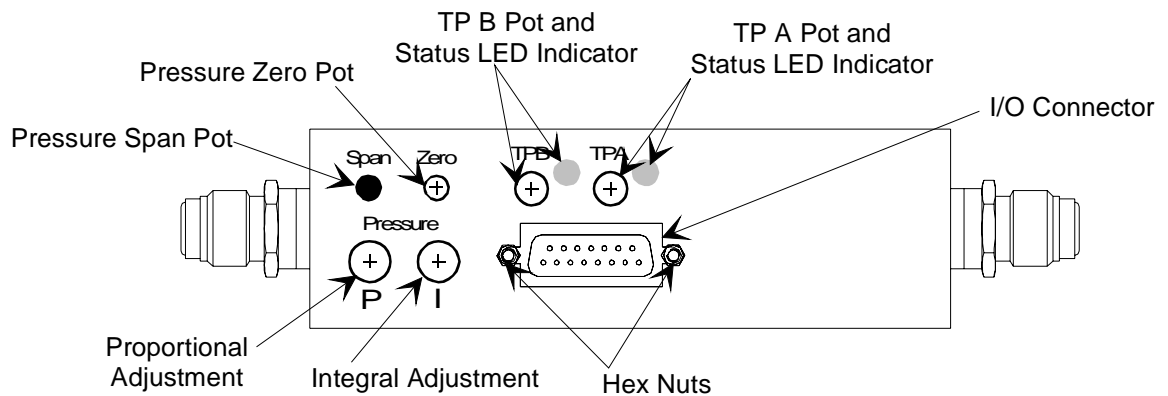 TP B Pot and
Status LED Indicator
TP A Pot and
Status LED Indicator
Pressure Zero Pot
I/O Connector
Pressure Span Pot
Span
Zero
TPB
TPA
Pressure
P
I
Proportional
Adjustment
Integral Adjustment
Hex Nuts